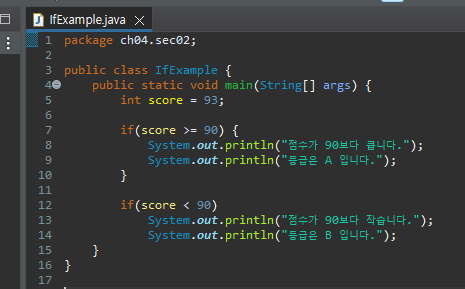 IfExample.java
1 package ch04.sec02;
2
3 public class IfExample {
4 public static void main(String[] args) {
5 int score = 93;
6
7 if(score >= 90) {
8 System.out.println("점수가 90보다 큽니다.");
9 System.out.println("등급은 A 입니다.");
10 }
11
12 if(score < 90)
13 System.out.println("점수가 90보다 작습니다.");
14 System.out.println("등급은 B 입니다.");
15 }
16 }
17